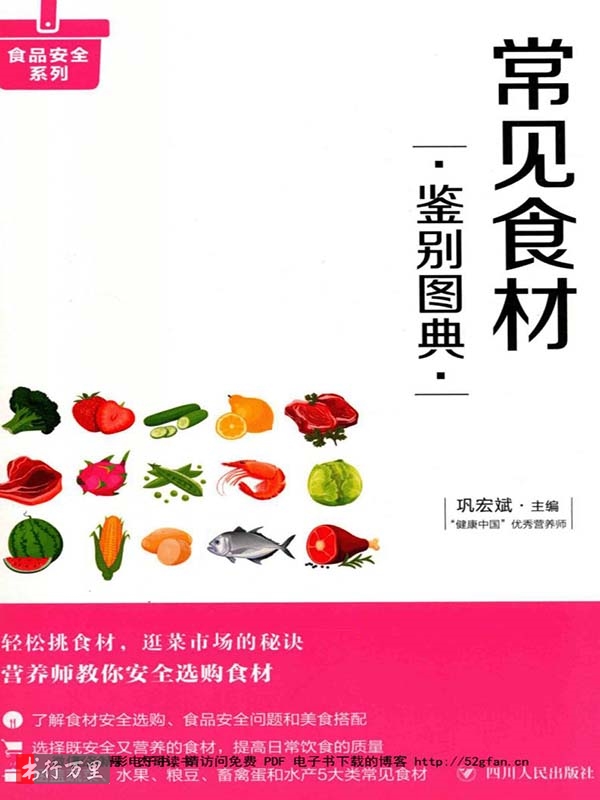 食品安全
系列
常见食材
·鉴别图典·
巩宏斌·主编
“健康中国”优秀营养师
轻松挑食材，逛菜市场的秘诀
营养师教你安全选购食材
了解食材安全选购、食品安全问题和美食搭配
选择既安全又营养的食材，提高日常饮食的质量
请访问免费 PDF 电子书下载的博客 http://52gfan.cn
水果、粮豆、畜禽蛋和水产5大类常见食材
书行万里
四川人民出版社